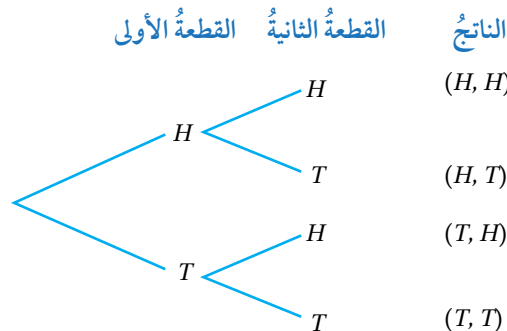 القطعةُ الأولى القطعةُ الثانيةُ الناتجُ
H (H, H)
H
T (H, T)
H (T, H)
T
T (T, T)